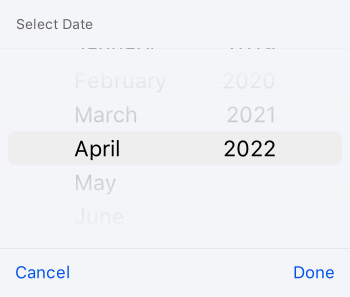 Select Date
February 2020
March 2021
April 2022
May
June
Cancel Done